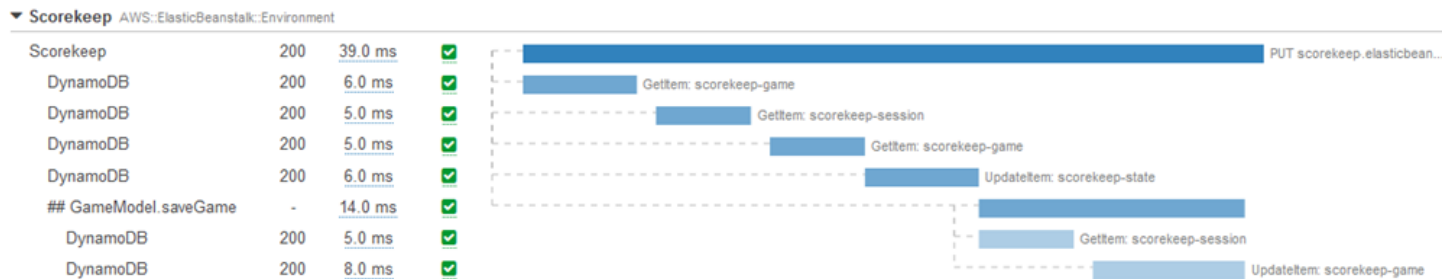 ▼ Scorekeep AWS::ElasticBeanstalk::Environment
Scorekeep 200 39.0 ms PUT scorekeep.elasticbean...
DynamoDB 200 6.0 ms GetItem: scorekeep-game
DynamoDB 200 5.0 ms GetItem: scorekeep-session
DynamoDB 200 5.0 ms GetItem: scorekeep-game
DynamoDB 200 6.0 ms UpdateItem: scorekeep-state
## GameModel.saveGame - 14.0 ms
DynamoDB 200 5.0 ms GetItem: scorekeep-session
DynamoDB 200 8.0 ms UpdateItem: scorekeep-game